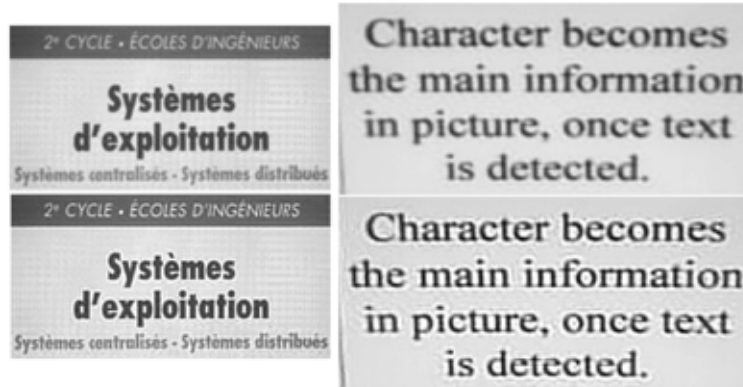 2e CYCLE • ÉCOLES D'INGÉNIEURS
Systèmes
d'exploitation
Systèmes centralisés - Systèmes distribués
Character becomes
the main information
in picture, once text
is detected.
2e CYCLE • ÉCOLES D'INGÉNIEURS
Systèmes
d'exploitation
Systèmes centralisés - Systèmes distribués
Character becomes
the main information
in picture, once text
is detected.